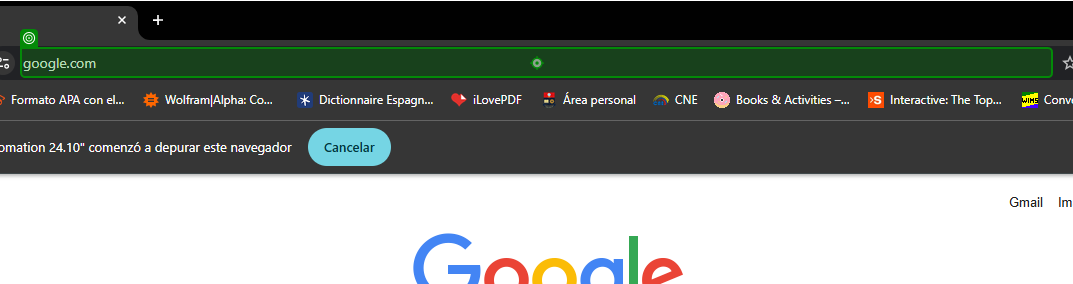 google.com
Formato APA con el... Wolfram|Alpha: Co... Dictionnaire Espagn... iLovePDF Área personal CNE Books & Activities –... Interactive: The Top... Conv
omation 24.10" comenzó a depurar este navegador Cancelar
Gmail Im
Google